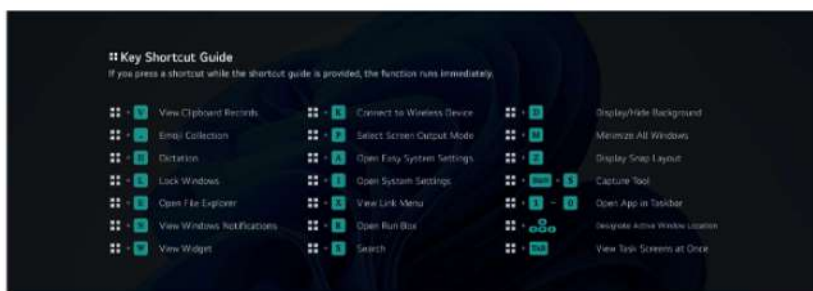 Key Shortcut Guide
If you press a shortcut while the shortcut guide is provided, the function runs immediately.
+ V View Clipboard Records
+ . Emoji Collection
+ H Dictation
+ L Lock Windows
+ E Open File Explorer
+ N View Windows Notifications
+ W View Widget
+ K Connect to Wireless Device
+ P Select Screen Output Mode
+ A Open Easy System Settings
+ I Open System Settings
+ X View Link Menu
+ R Open Run Box
+ S Search
+ D Display/Hide Background
+ M Minimize All Windows
+ Z Display Snap Layout
+ Shift + S Capture Tool
+ 1 ~ 0 Open App in Taskbar
+ Designate Active Window Location
+ Tab View Task Screens at Once